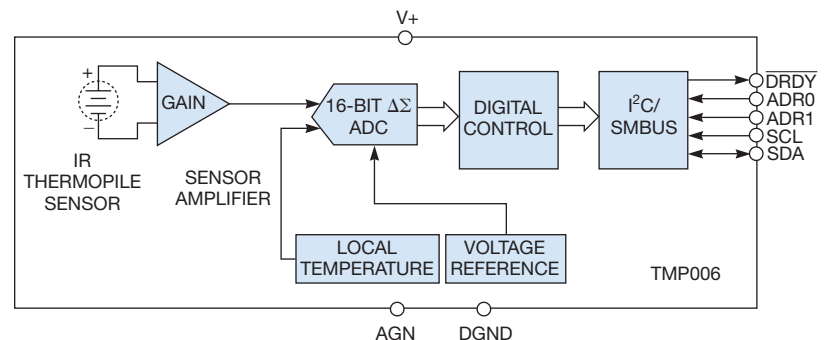 V+
+
GAIN
−
IR
THERMOPILE
SENSOR
SENSOR
AMPLIFIER
16-BIT ΔΣ
ADC
DIGITAL
CONTROL
I²C/
SMBUS
D̅R̅D̅Y̅
ADR0
ADR1
SCL
SDA
LOCAL
TEMPERATURE
VOLTAGE
REFERENCE
TMP006
AGN
DGND